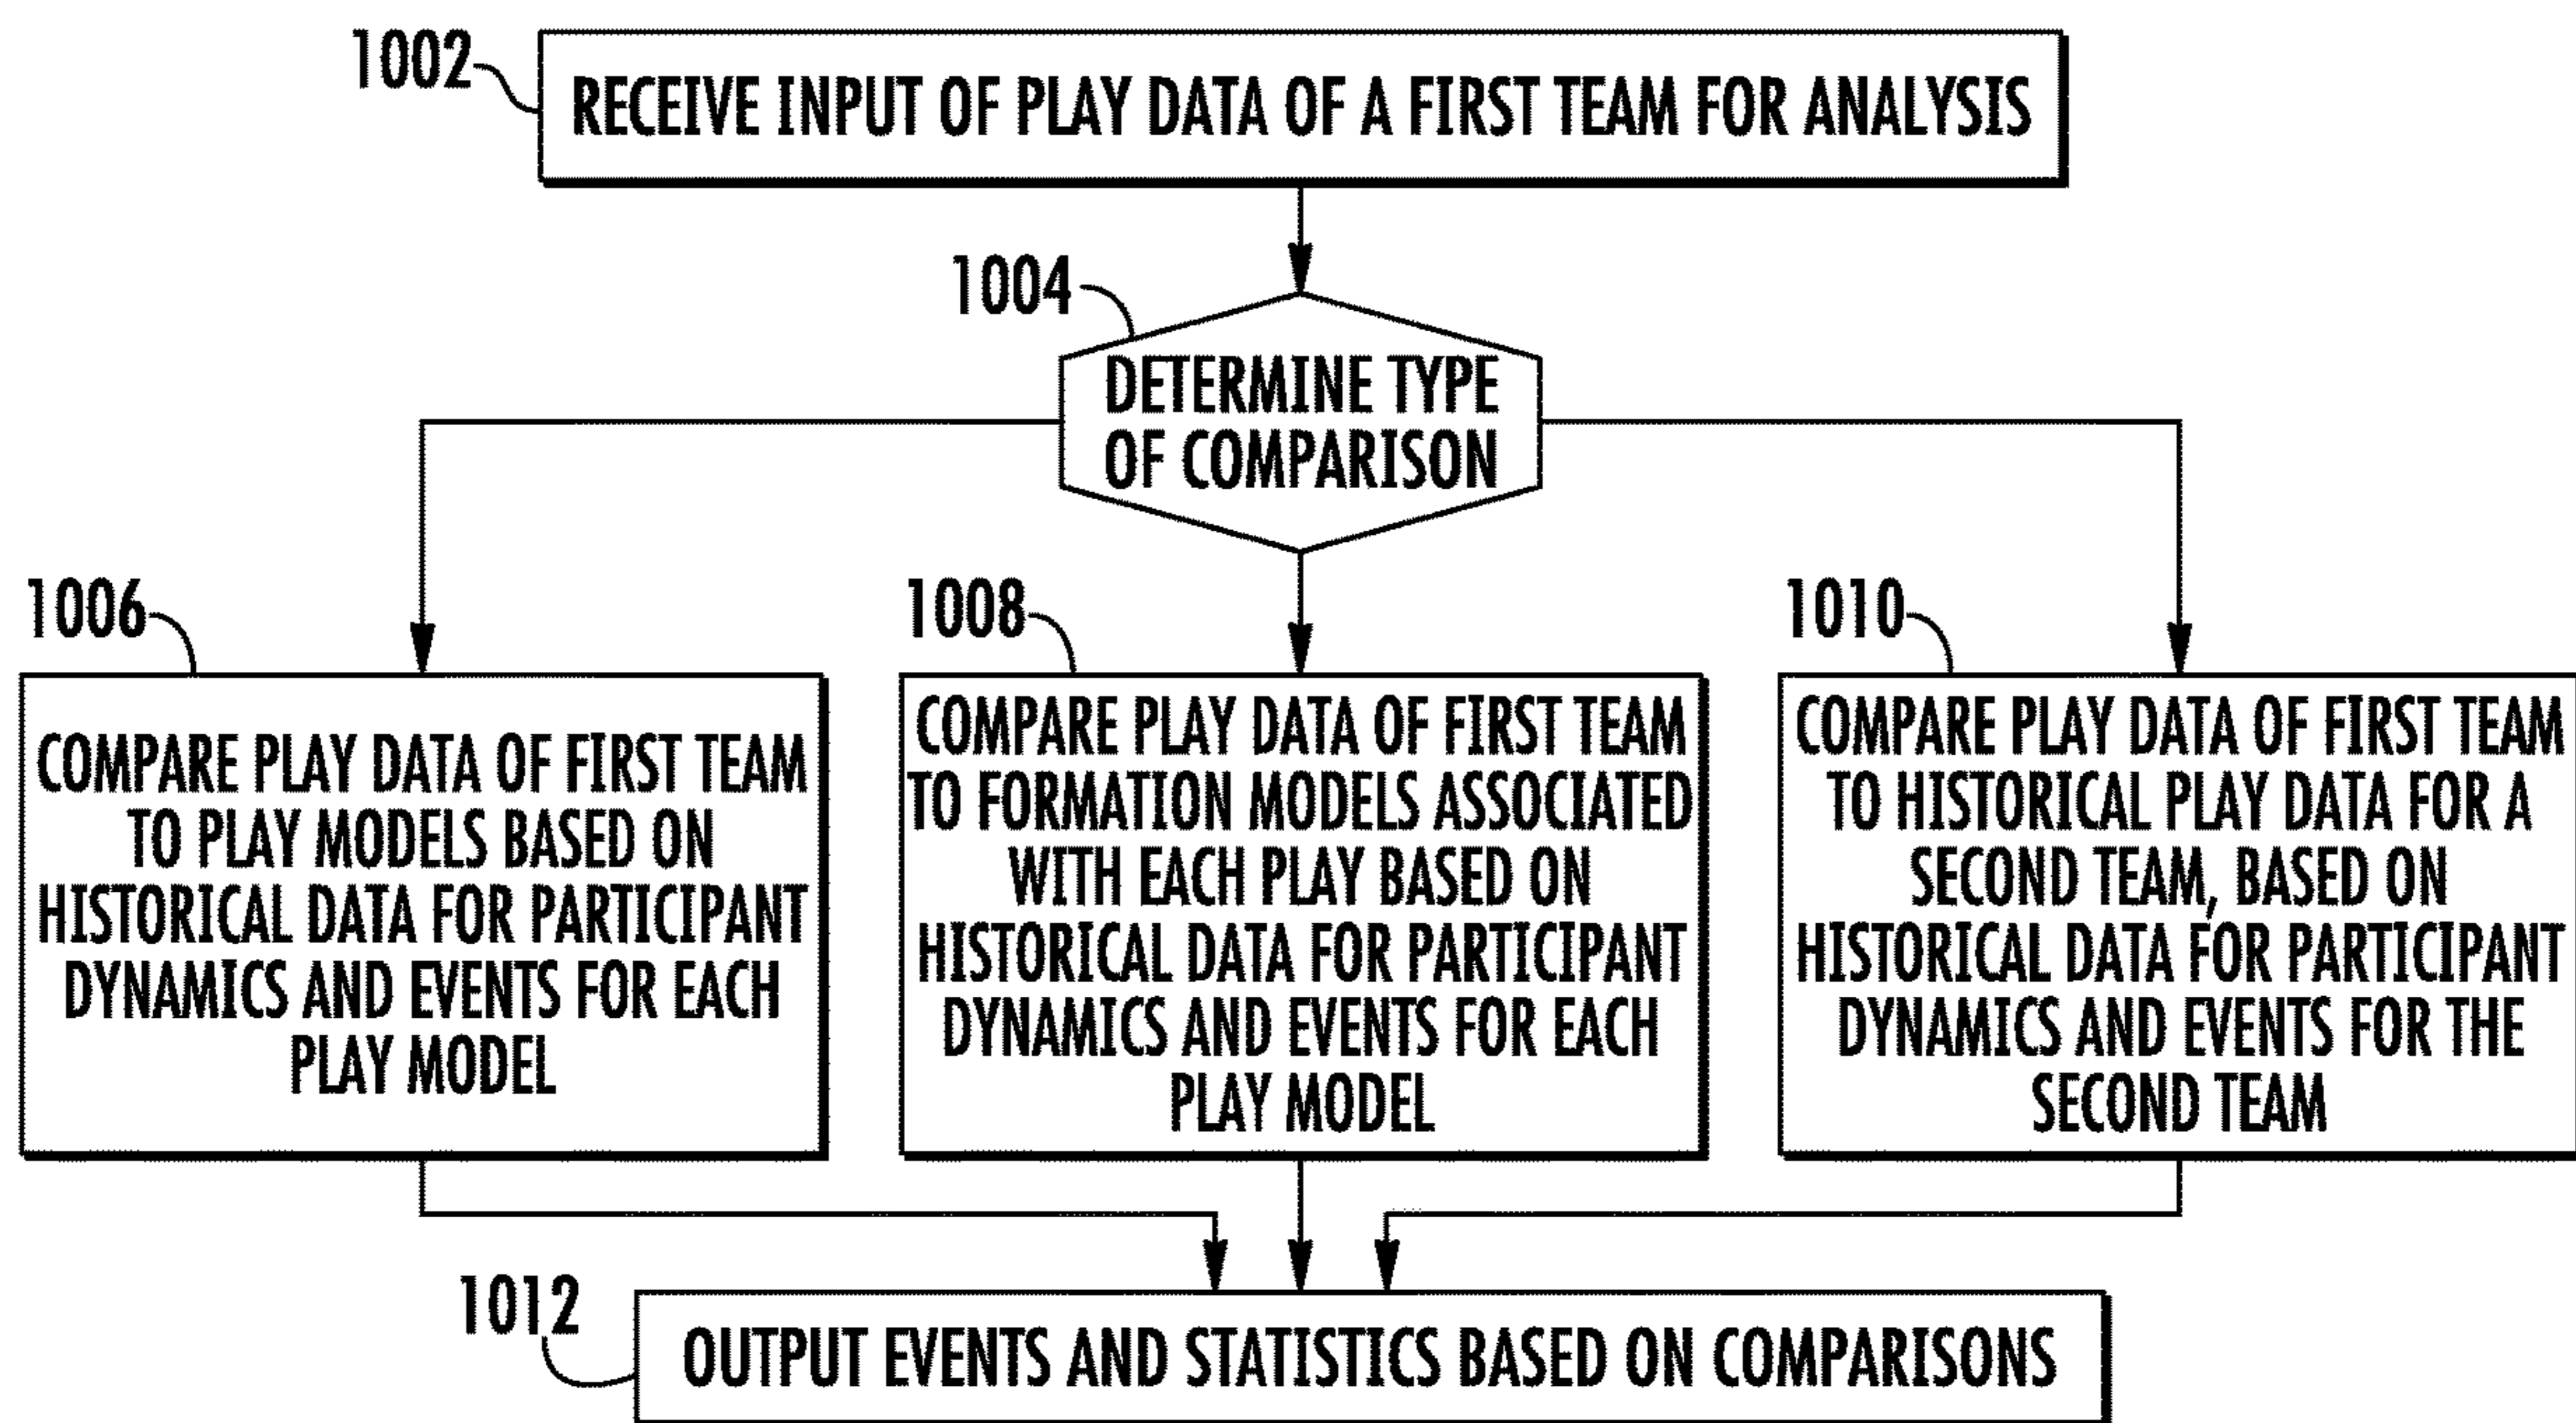 1002
RECEIVE INPUT OF PLAY DATA OF A FIRST TEAM FOR ANALYSIS
1004
DETERMINE TYPE
OF COMPARISON
1006
COMPARE PLAY DATA OF FIRST TEAM
TO PLAY MODELS BASED ON
HISTORICAL DATA FOR PARTICIPANT
DYNAMICS AND EVENTS FOR EACH
PLAY MODEL
1008
COMPARE PLAY DATA OF FIRST TEAM
TO FORMATION MODELS ASSOCIATED
WITH EACH PLAY BASED ON
HISTORICAL DATA FOR PARTICIPANT
DYNAMICS AND EVENTS FOR EACH
PLAY MODEL
1010
COMPARE PLAY DATA OF FIRST TEAM
TO HISTORICAL PLAY DATA FOR A
SECOND TEAM, BASED ON
HISTORICAL DATA FOR PARTICIPANT
DYNAMICS AND EVENTS FOR THE
SECOND TEAM
1012
OUTPUT EVENTS AND STATISTICS BASED ON COMPARISONS